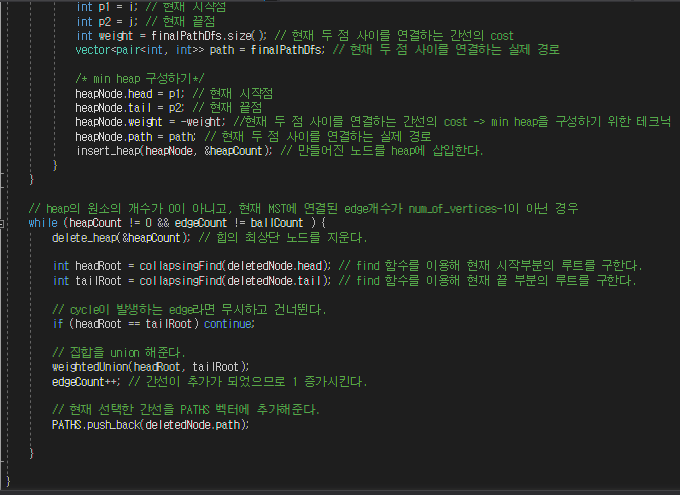 int p1 = i; // 현재 시작점
int p2 = j; // 현재 끝점
int weight = finalPathDfs.size(); // 현재 두 점 사이를 연결하는 간선의 cost
vector<pair<int, int>> path = finalPathDfs; // 현재 두 점 사이를 연결하는 실제 경로
/* min heap 구성하기*/
heapNode.head = p1; // 현재 시작점
heapNode.tail = p2; // 현재 끝점
heapNode.weight = -weight; //현재 두 점 사이를 연결하는 간선의 cost -> min heap을 구성하기 위한 테크닉
heapNode.path = path; // 현재 두 점 사이를 연결하는 실제 경로
insert_heap(heapNode, &heapCount); // 만들어진 노드를 heap에 삽입한다.
}
}
// heap의 원소의 개수가 0이 아니고, 현재 MST에 연결된 edge개수가 num_of_vertices-1이 아닌 경우
while (heapCount != 0 && edgeCount != ballCount ) {
delete_heap(&heapCount); // 힙의 최상단 노드를 지운다.
int headRoot = collapsingFind(deletedNode.head); // find 함수를 이용해 현재 시작부분의 루트를 구한다.
int tailRoot = collapsingFind(deletedNode.tail); // find 함수를 이용해 현재 끝 부분의 루트를 구한다.
// cycle이 발생하는 edge라면 무시하고 건너뛴다.
if (headRoot == tailRoot) continue;
// 집합을 union 해준다.
weightedUnion(headRoot, tailRoot);
edgeCount++; // 간선이 추가가 되었으므로 1 증가시킨다.
// 현재 선택한 간선을 PATHS 벡터에 추가해준다.
PATHS.push_back(deletedNode.path);
}
}